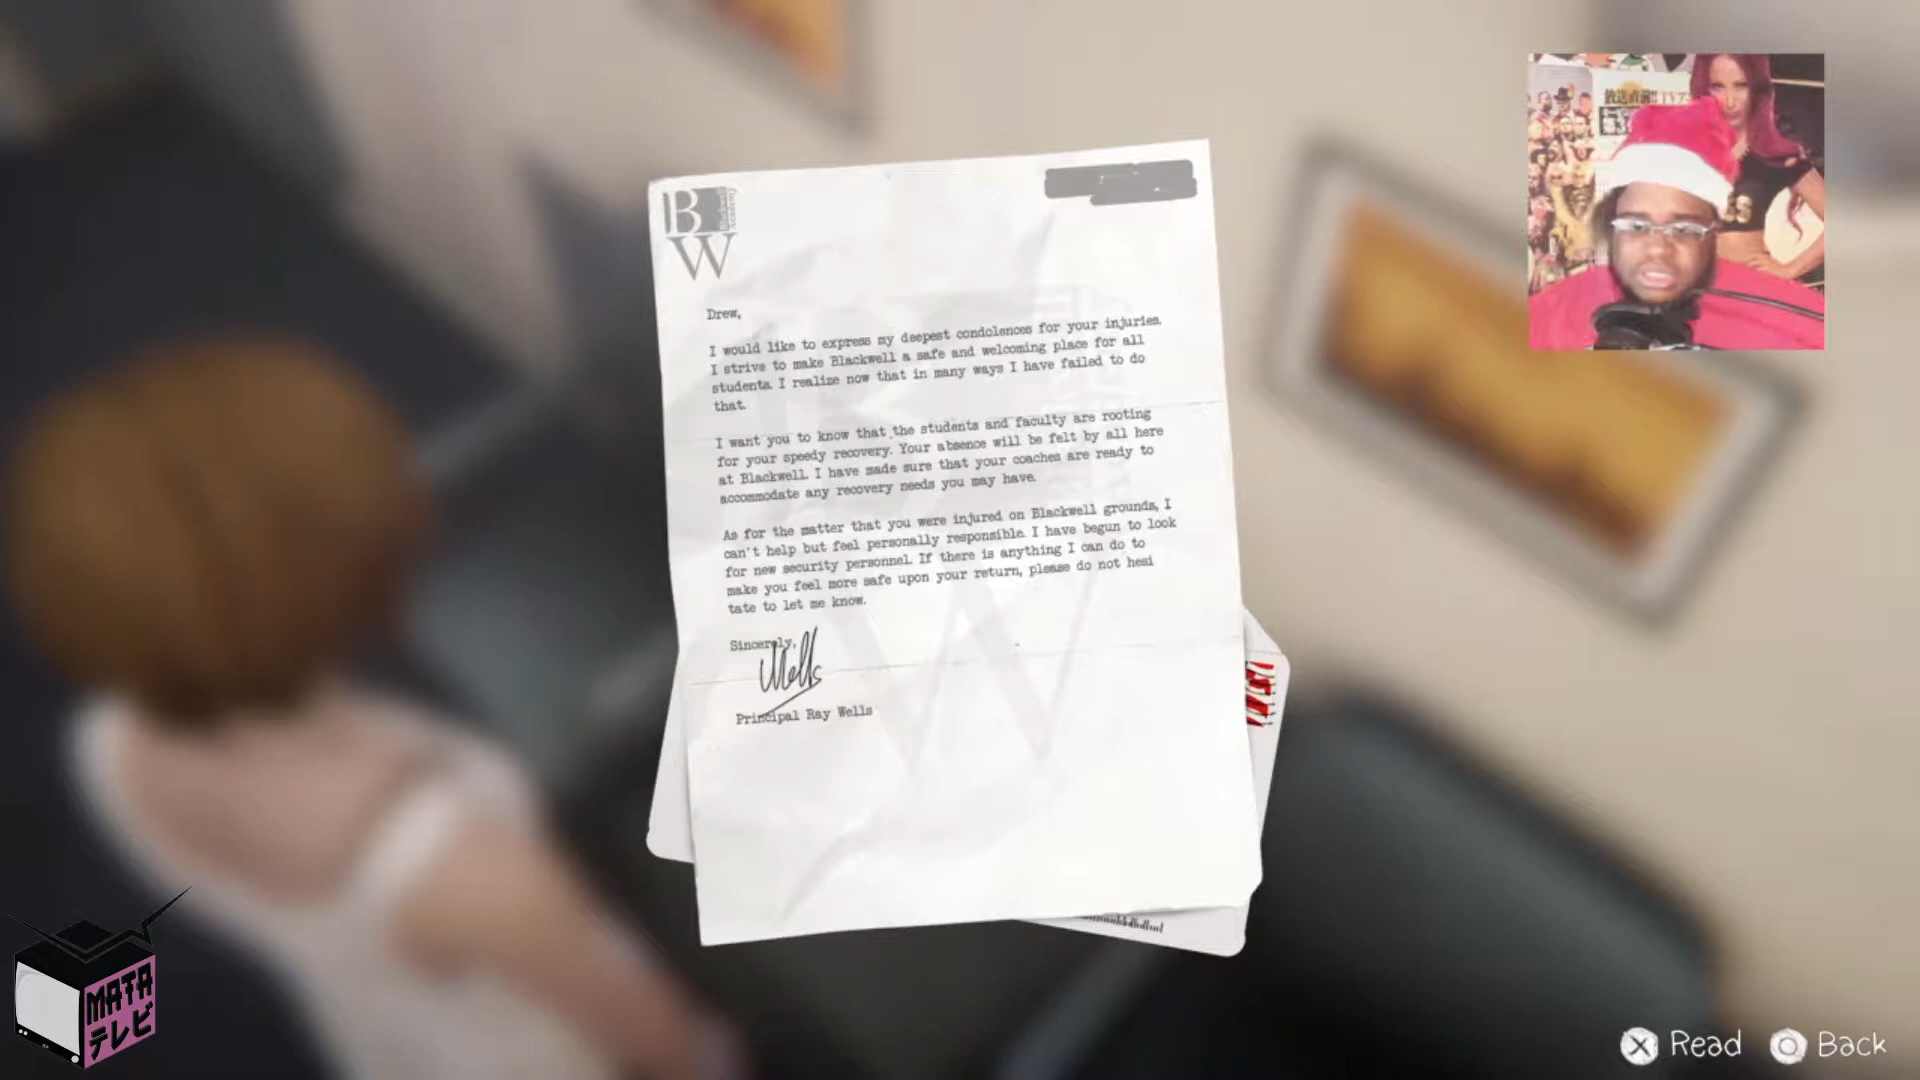 BW
Blackwell
Academy
Drew,
I would like to express my deepest condolences for your injuries.
I strive to make Blackwell a safe and welcoming place for all
students. I realize now that in many ways I have failed to do
that.
I want you to know that the students and faculty are rooting
for your speedy recovery. Your absence will be felt by all here
at Blackwell. I have made sure that your coaches are ready to
accommodate any recovery needs you may have.
As for the matter that you were injured on Blackwell grounds, I
can't help but feel personally responsible. I have begun to look
for new security personnel. If there is anything I can do to
make you feel more safe upon your return, please do not hesi
tate to let me know.
Sincerely,
Wells
Principal Ray Wells
MATA
テレビ
Read
Back